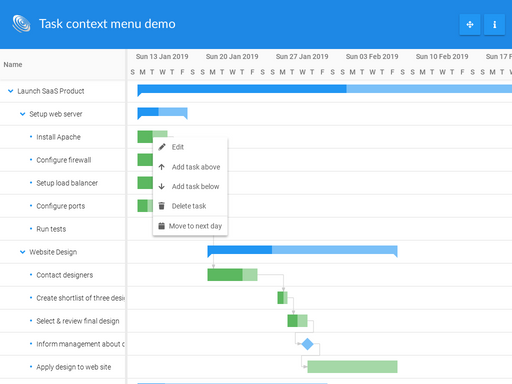 Task context menu demo
Name
Sun 13 Jan 2019 Sun 20 Jan 2019 Sun 27 Jan 2019 Sun 03 Feb 2019 Sun 10 Feb 2019 Sun 17 F
S M T W T F S S M T W T F S S M T W T F S S M T W T F S S M T W T F S S M T
Launch SaaS Product
Setup web server
Install Apache
Configure firewall
Setup load balancer
Configure ports
Run tests
Website Design
Contact designers
Create shortlist of three desi
Select & review final design
Inform management about d
Apply design to web site
Edit
Add task above
Add task below
Delete task
Move to next day